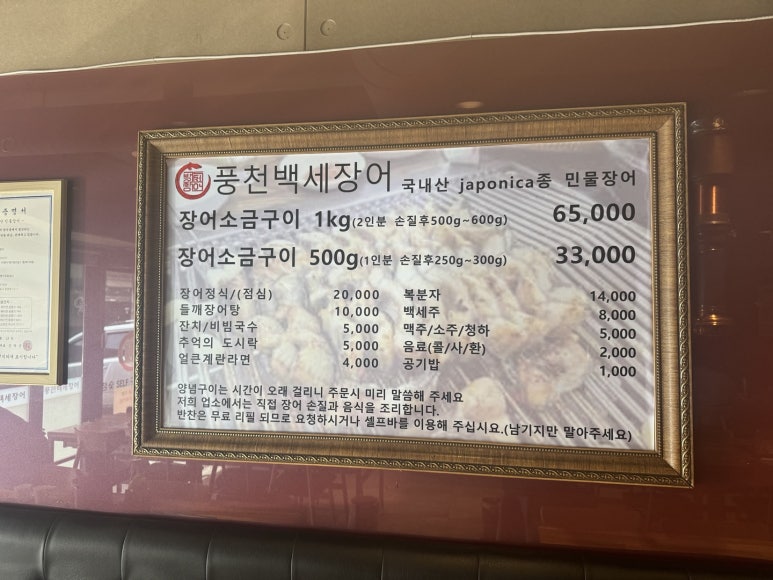 풍천백세장어 국내산 japonica종 민물장어
장어소금구이 1kg(2인분 손질후500g~600g) 65,000
장어소금구이 500g(1인분 손질후250g~300g) 33,000
장어정식/(점심) 20,000
들깨장어탕 10,000
잔치/비빔국수 5,000
추억의 도시락 5,000
얼큰계란라면 4,000
복분자 14,000
백세주 8,000
맥주/소주/청하 5,000
음료(콜/사/환) 2,000
공기밥 1,000
양념구이는 시간이 오래 걸리니 주문시 미리 말씀해 주세요
저희 업소에서는 직접 장어 손질과 음식을 조리합니다.
반찬은 무료 리필 되므로 요청하시거나 셀프바를 이용해 주십시요.(남기지만 말아주세요)